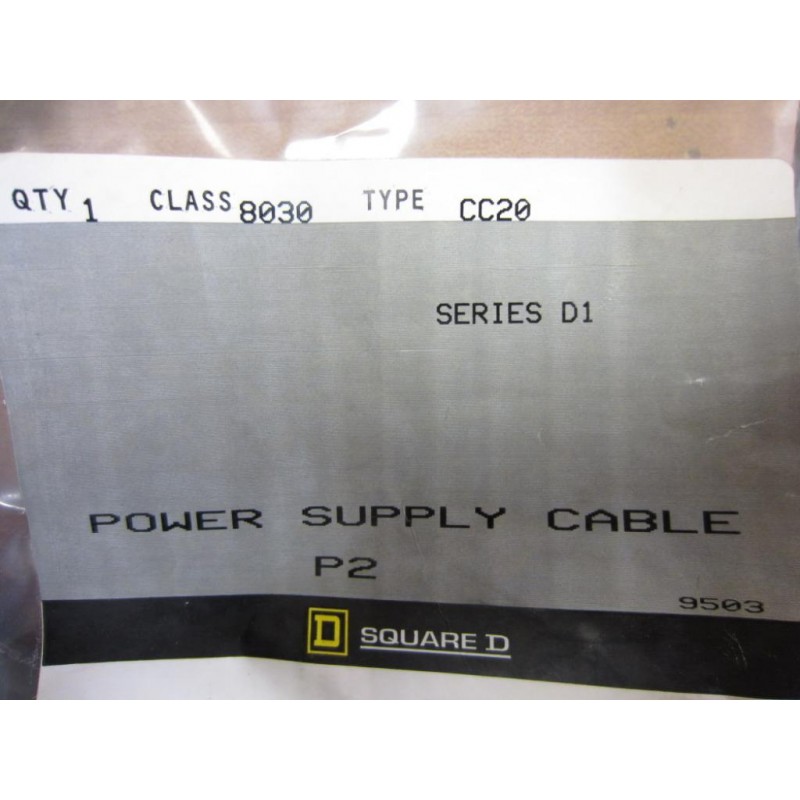 QTY 1 CLASS 8030 TYPE CC20
SERIES D1
POWER SUPPLY CABLE
P2
9503
D SQUARE D